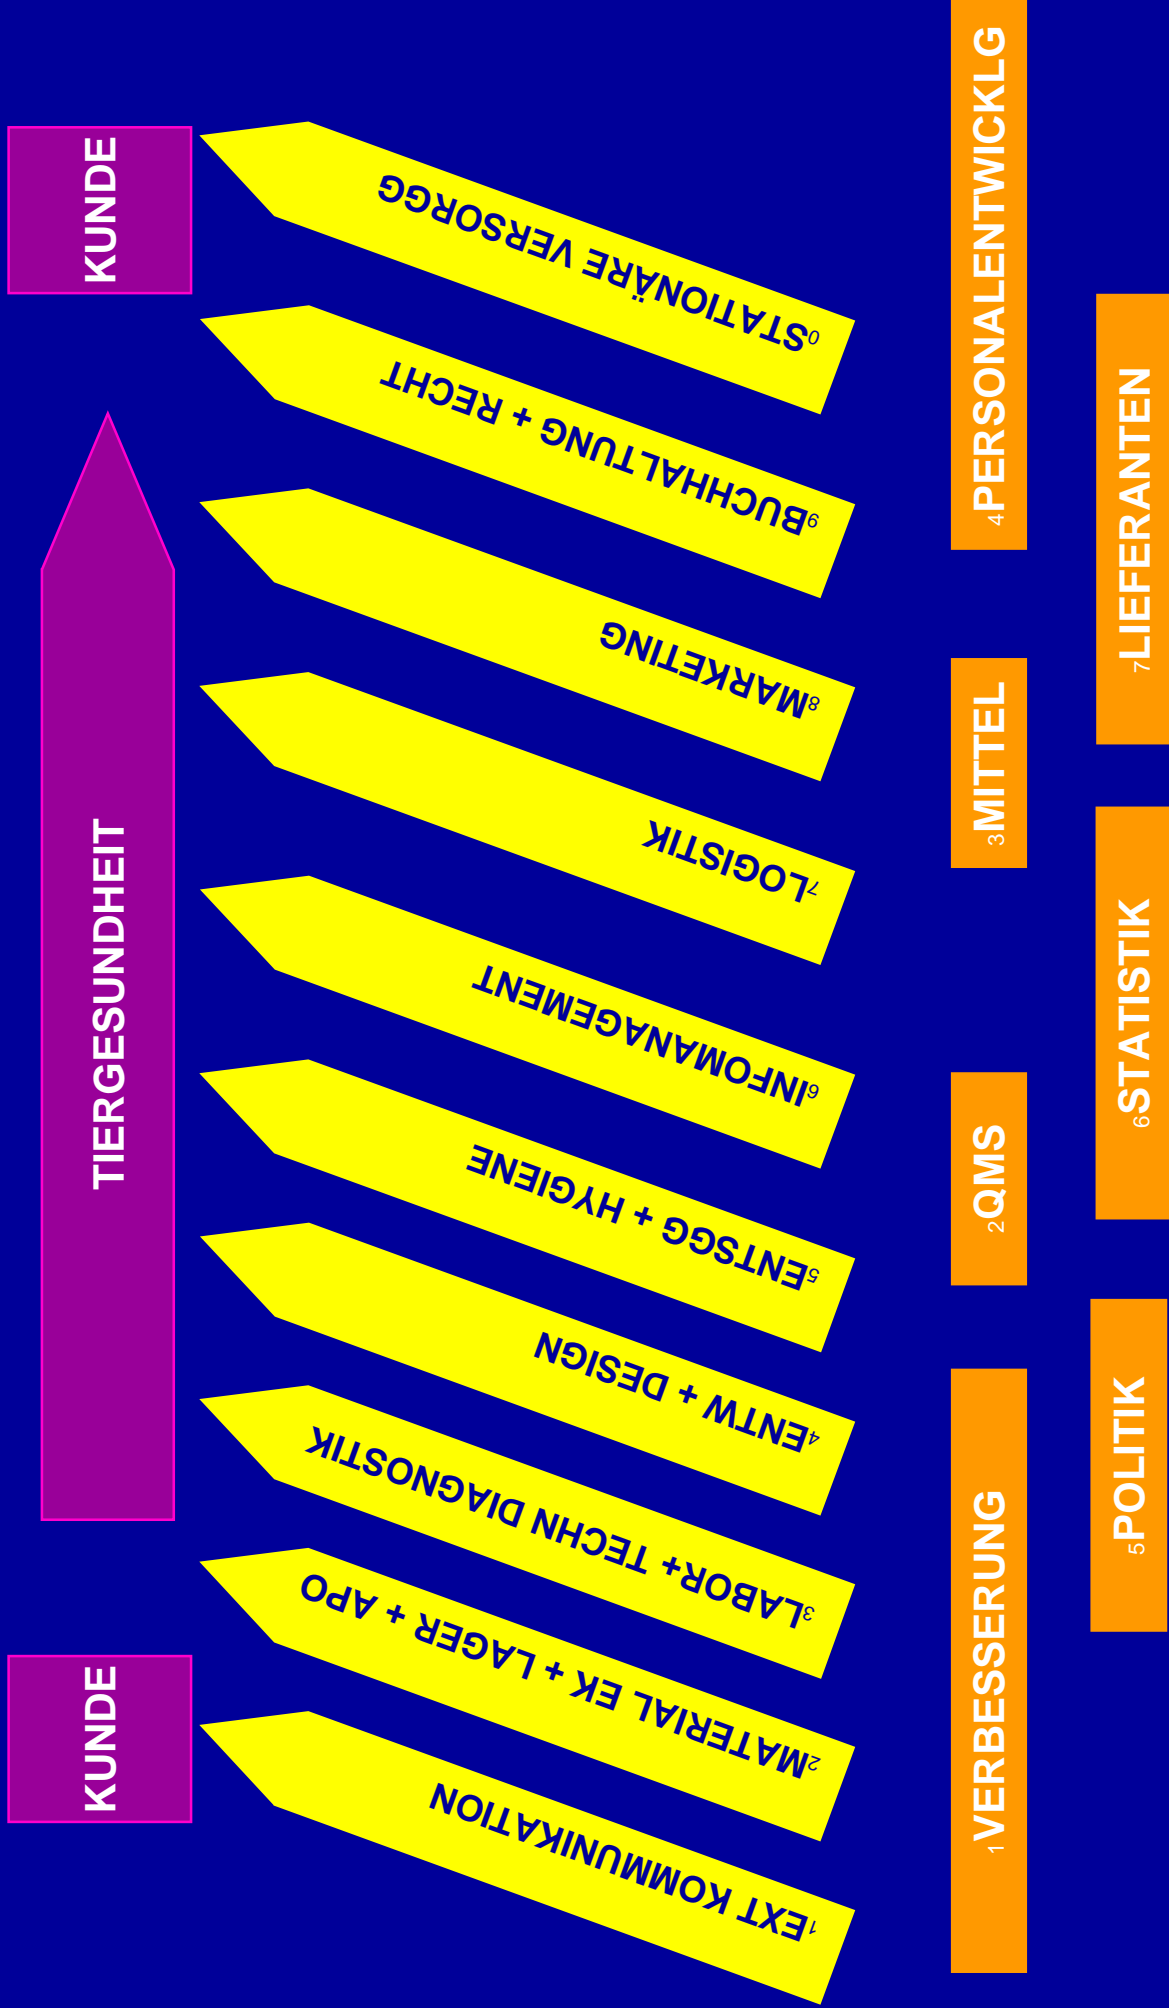 KUNDE
TIERGESUNDHEIT
KUNDE
1EXT KOMMUNIKATION
2MATERIAL EK + LAGER + APO
3LABOR+ TECHN DIAGNOSTIK
4ENTW + DESIGN
5ENTSGG + HYGIENE
6INFOMANAGEMENT
7LOGISTIK
8MARKETING
9BUCHHALTUNG + RECHT
0STATIONÄRE VERSORGG
1VERBESSERUNG
2QMS
3MITTEL
4PERSONALENTWICKLG
5POLITIK
6STATISTIK
7LIEFERANTEN